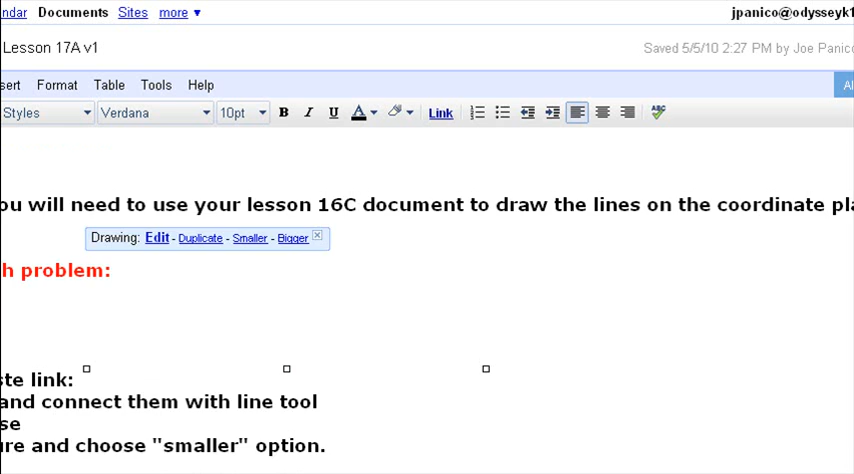 ndar Documents Sites more ▼ jpanico@odysseyk1
Lesson 17A v1 Saved 5/5/10 2:27 PM by Joe Panico
sert Format Table Tools Help Al
Styles Verdana 10pt B I U A Link ABC
ou will need to use your lesson 16C document to draw the lines on the coordinate pla
Drawing: Edit - Duplicate - Smaller - Bigger
h problem:
ste link:
and connect them with line tool
se
ure and choose "smaller" option.